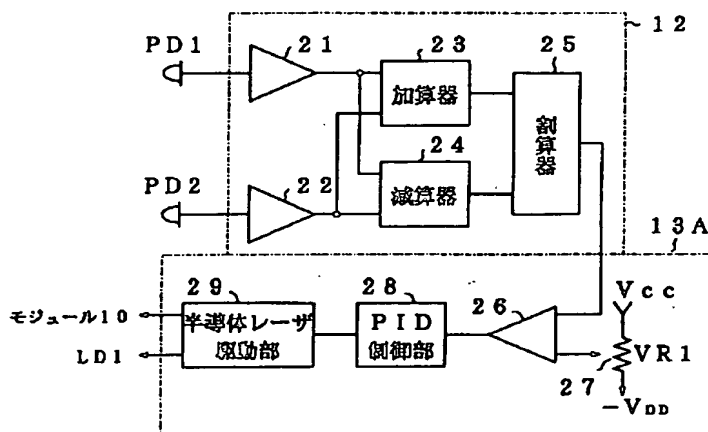 PD1
21
23
25
12
加算器
割算器
24
PD2
22
減算器
13A
29
28
26
Vcc
モジュール10
半導体レーザ
駆動部
PID
制御部
VR1
LD1
27
-VDD